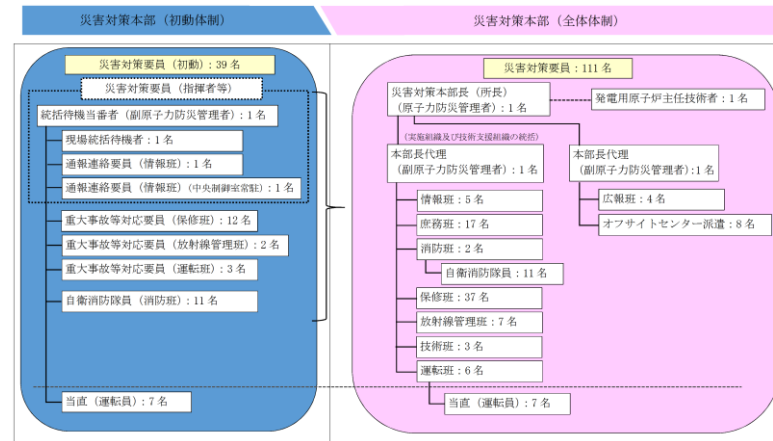 災害対策本部（初動体制）
災害対策本部（全体体制）
災害対策要員（初動）：39 名
災害対策要員（指揮者等）
統括待機当番者（副原子力防災管理者）：1 名
現場統括待機者：1 名
通報連絡要員（情報班）：1 名
通報連絡要員（情報班）（中央制御室常駐）：1 名
重大事故等対応要員（保修班）：12 名
重大事故等対応要員（放射線管理班）：2 名
重大事故等対応要員（運転班）：3 名
自衛消防隊員（消防班）：11 名
当直（運転員）：7 名
災害対策要員：111 名
災害対策本部長（所長）
（原子力防災管理者）：1 名
発電用原子炉主任技術者：1 名
（実施組織及び技術支援組織の統括）
本部長代理
（副原子力防災管理者）：1 名
情報班：5 名
庶務班：17 名
消防班：2 名
自衛消防隊員：11 名
保修班：37 名
放射線管理班：7 名
技術班：3 名
運転班：6 名
当直（運転員）：7 名
本部長代理
（副原子力防災管理者）：1 名
広報班：4 名
オフサイトセンター派遣：8 名